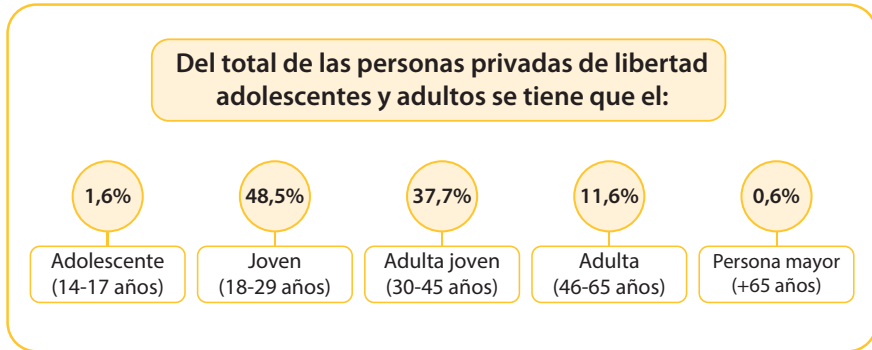 Del total de las personas privadas de libertad
adolescentes y adultos se tiene que el:
1,6%
48,5%
37,7%
11,6%
0,6%
Adolescente
(14-17 años)
Joven
(18-29 años)
Adulta joven
(30-45 años)
Adulta
(46-65 años)
Persona mayor
(+65 años)